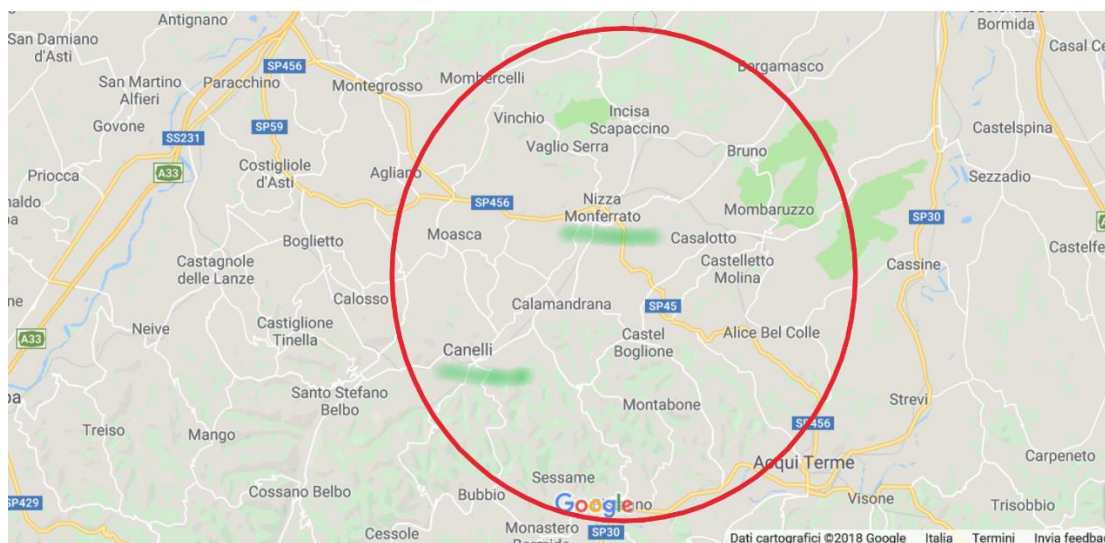 Antignano
Bormida
San Damiano
d'Asti
Casal Ce
SP456
Mombercelli
Bergamasco
San Martino
Alfieri
Paracchino
Montegrosso
Incisa
Scapaccino
Vinchio
Govone
SP59
Castelspina
SS231
Vaglio Serra
Bruno
Costigliole
d'Asti
Agliano
Priocca
A33
Sezzadio
Nizza
Monferrato
SP456
Mombaruzzo
SP30
Moasca
Boglietto
Casalotto
Castelfe
Castagnole
delle Lanze
Castelletto
Molina
Cassine
Calosso
Calamandrana
SP45
Neive
Castiglione
Tinella
Castel
Boglione
Alice Bel Colle
A33
Canelli
Santo Stefano
Belbo
Montabone
Strevi
SP456
Treiso
Mango
Acqui Terme
Carpeneto
Sessame
Cossano Belbo
Bubbio
Google
Visone
Trisobbio
SP429
Cessole
Monastero
SP30
Dati cartografici ©2018 Google Italia Termini Invia feedba